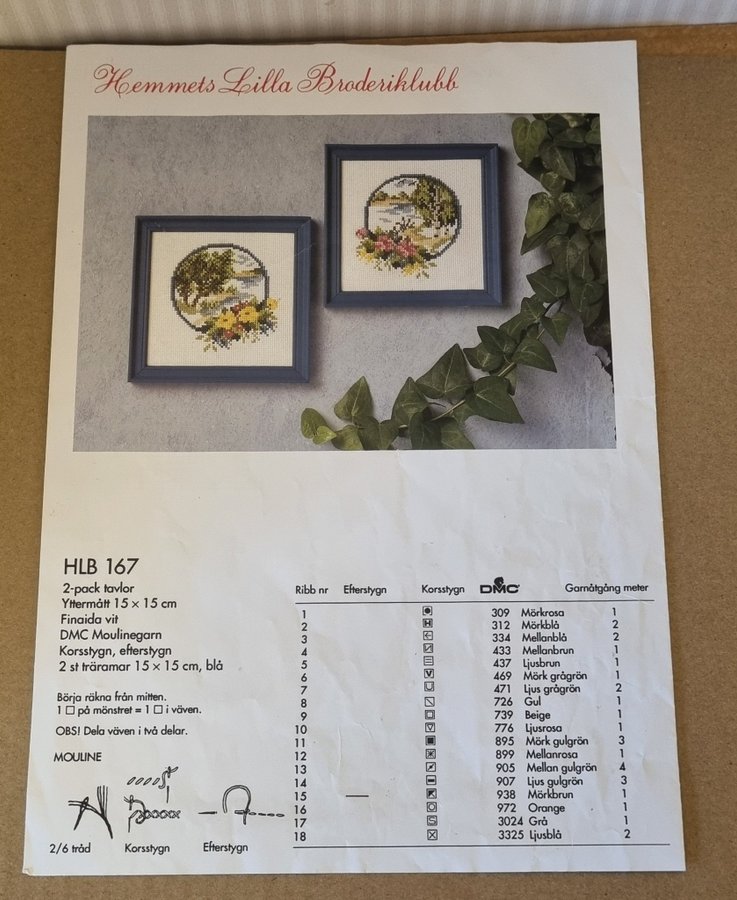 Hemmets Lilla Broderiklubb
HLB 167
2-pack tavlor
Yttermått 15 × 15 cm
Finaida vit
DMC Moulinegarn
Korsstygn, efterstygn
2 st träramar 15 × 15 cm, blå
Börja räkna från mitten.
1 □ på mönstret = 1 □ i väven.
OBS! Dela väven i två delar.
MOULINE
2/6 tråd Korsstygn Efterstygn
Ribb nr Efterstygn Korsstygn DMC Garnåtgång meter
1 309 Mörkrosa 1
2 312 Mörkblå 2
3 334 Mellanblå 2
4 433 Mellanbrun 1
5 437 Ljusbrun 1
6 469 Mörk grågrön 1
7 471 Ljus grågrön 2
8 726 Gul 1
9 739 Beige 1
10 776 Ljusrosa 1
11 895 Mörk gulgrön 3
12 899 Mellanrosa 1
13 905 Mellan gulgrön 4
14 907 Ljus gulgrön 3
15 — 938 Mörkbrun 1
16 972 Orange 1
17 3024 Grå 1
18 3325 Ljusblå 2